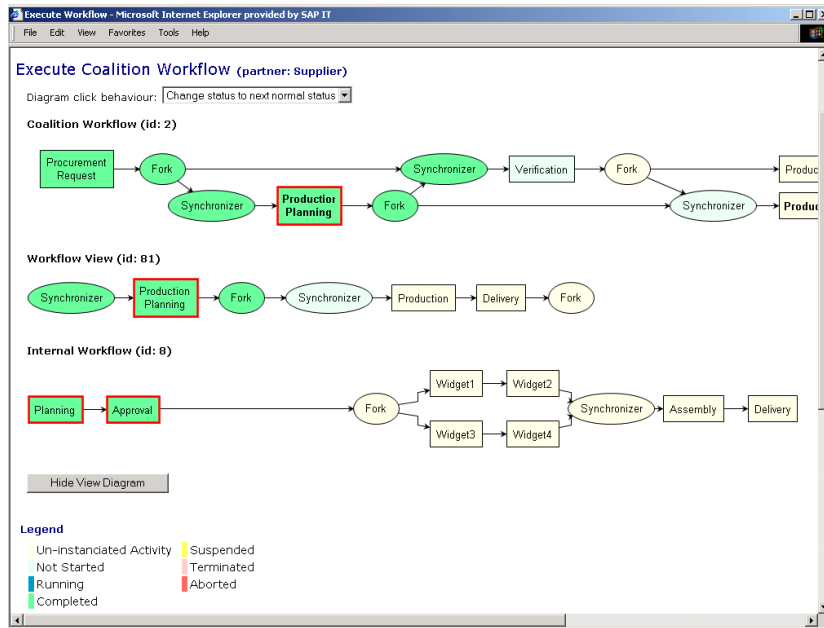 Execute Workflow - Microsoft Internet Explorer provided by SAP IT
File Edit View Favorites Tools Help
Execute Coalition Workflow (partner: Supplier)
Diagram click behaviour: Change status to next normal status
Coalition Workflow (id: 2)
Procurement
Request
Fork
Synchronizer
Verification
Fork
Produc
Synchronizer
Production
Planning
Fork
Synchronizer
Produ
Workflow View (id: 81)
Synchronizer
Production
Planning
Fork
Synchronizer
Production
Delivery
Fork
Internal Workflow (id: 8)
Planning
Approval
Fork
Widget1
Widget2
Widget3
Widget4
Synchronizer
Assembly
Delivery
Hide View Diagram
Legend
Un-instanciated Activity
Suspended
Not Started
Terminated
Running
Aborted
Completed